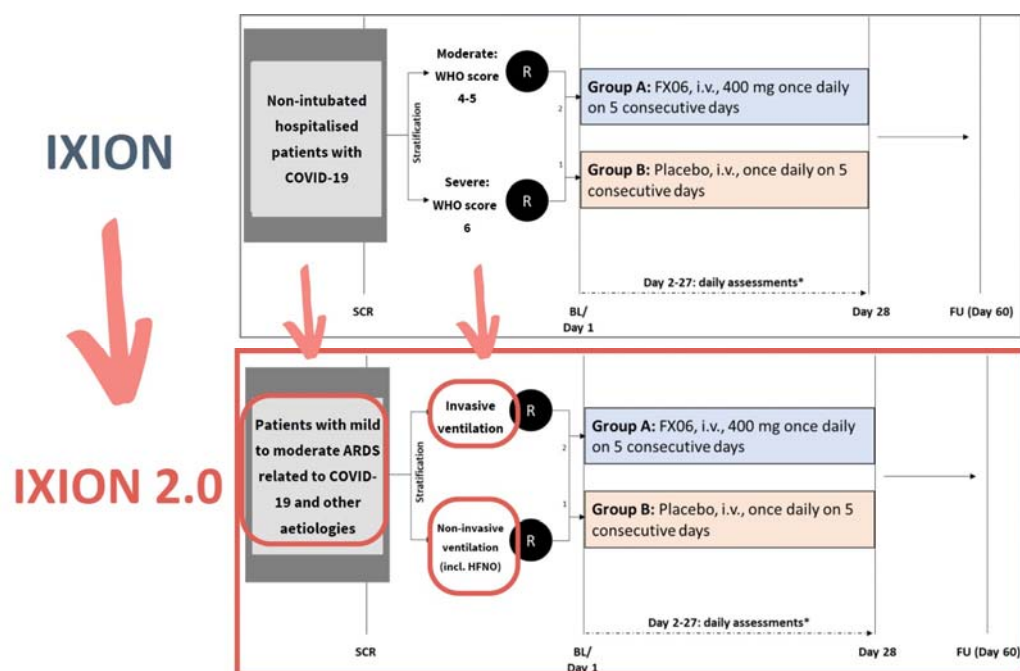 IXION
Non-intubated
hospitalised
patients with
COVID-19
Stratification
Moderate:
WHO score
4-5
R
Severe:
WHO score
6
R
2
1
Group A: FX06, i.v., 400 mg once daily
on 5 consecutive days
Group B: Placebo, i.v., once daily on 5
consecutive days
Day 2-27: daily assessments*
SCR
BL/
Day 1
Day 28
FU (Day 60)
IXION 2.0
Patients with mild
to moderate ARDS
related to COVID-
19 and other
aetiologies
Stratification
Invasive
ventilation
R
Non-invasive
ventilation
(incl. HFNO)
R
2
1
Group A: FX06, i.v., 400 mg once daily
on 5 consecutive days
Group B: Placebo, i.v., once daily on 5
consecutive days
Day 2-27: daily assessments*
SCR
BL/
Day 1
Day 28
FU (Day 60)